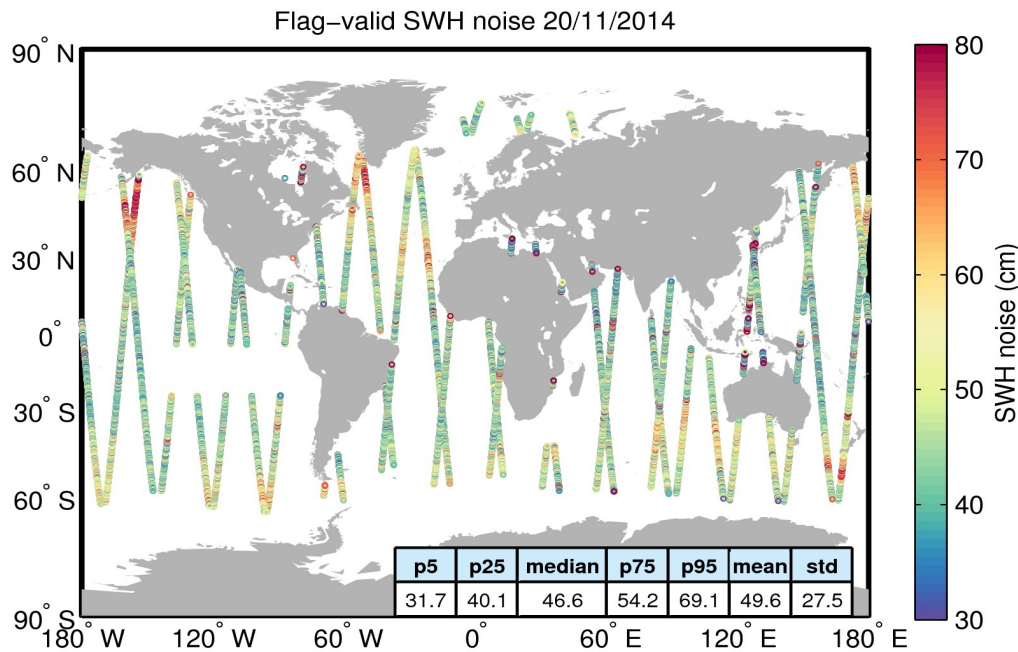 Flag−valid SWH noise 20/11/2014
90° N
60° N
30° N
0°
30° S
60° S
90° S
180° W
120° W
60° W
0°
60° E
120° E
180° E
p5 p25 median p75 p95 mean std
31.7 40.1 46.6 54.2 69.1 49.6 27.5
80
70
60
50
40
30
SWH noise (cm)